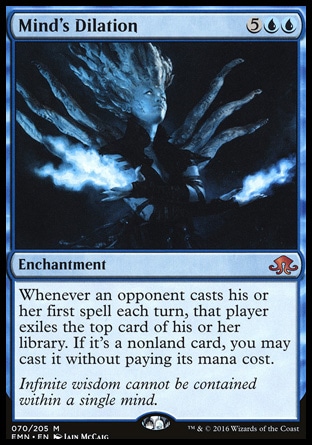 Mind's Dilation 5
Enchantment
Whenever an opponent casts his or
her first spell each turn, that player
exiles the top card of his or her
library. If it's a nonland card, you may
cast it without paying its mana cost.
Infinite wisdom cannot be contained
within a single mind.
070/205 M
EMN • EN Iain McCaig
™ & © 2016 Wizards of the Coast